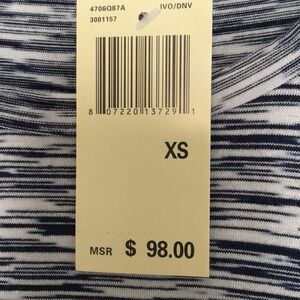 4706Q87A IVO/DNV
3001157
8 07220 13729 1
XS
MSR $ 98.00